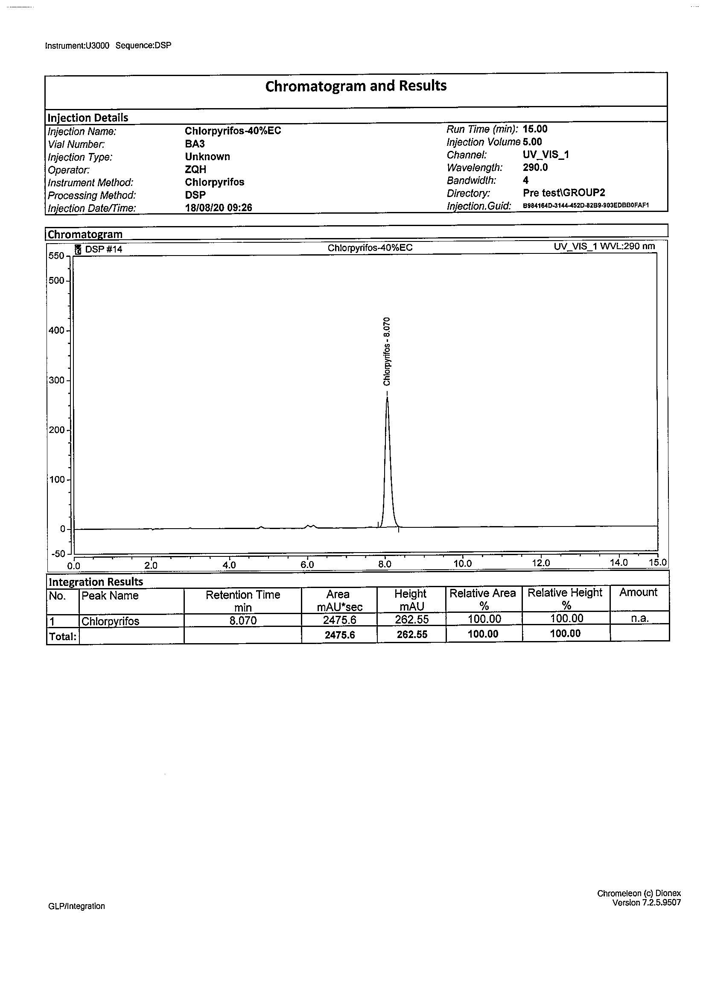 Instrument:U3000 Sequence:DSP
Chromatogram and Results
Injection Details
Injection Name: Chlorpyrifos-40%EC Run Time (min): 15.00
Vial Number: BA3 Injection Volume 5.00
Injection Type: Unknown Channel: UV_VIS_1
Operator: ZQH Wavelength: 290.0
Instrument Method: Chlorpyrifos Bandwidth: 4
Processing Method: DSP Directory: Pre test\GROUP2
Injection Date/Time: 18/08/20 09:26 Injection.Guid: B984164D-3144-452D-82B9-903EDBB0FAF1
Chromatogram
DSP #14 Chlorpyrifos-40%EC UV_VIS_1 WVL:290 nm
550
500
400
300
200
100
0
-50
Chlorpyrifos - 8.070
0.0 2.0 4.0 6.0 8.0 10.0 12.0 14.0 15.0
Integration Results
No. Peak Name Retention Time Area Height Relative Area Relative Height Amount
min mAU*sec mAU % %
1 Chlorpyrifos 8.070 2475.6 262.55 100.00 100.00 n.a.
Total: 2475.6 262.55 100.00 100.00
GLP/Integration
Chromeleon (c) Dionex
Version 7.2.5.9507